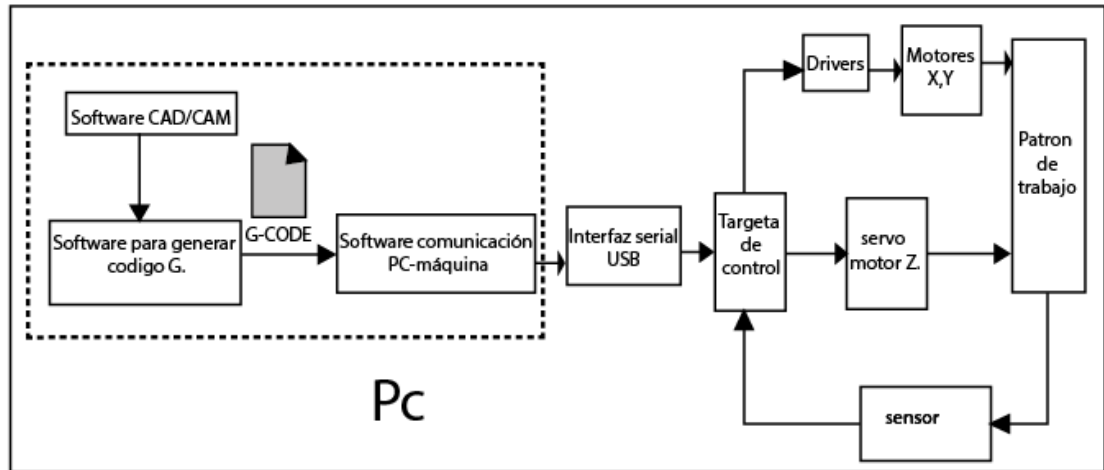 Software CAD/CAM
Software para generar
codigo G.
G-CODE
Software comunicación
PC-máquina
Interfaz serial
USB
Targeta
de
control
Drivers
Motores
X,Y
servo
motor Z.
Patron
de
trabajo
sensor
Pc